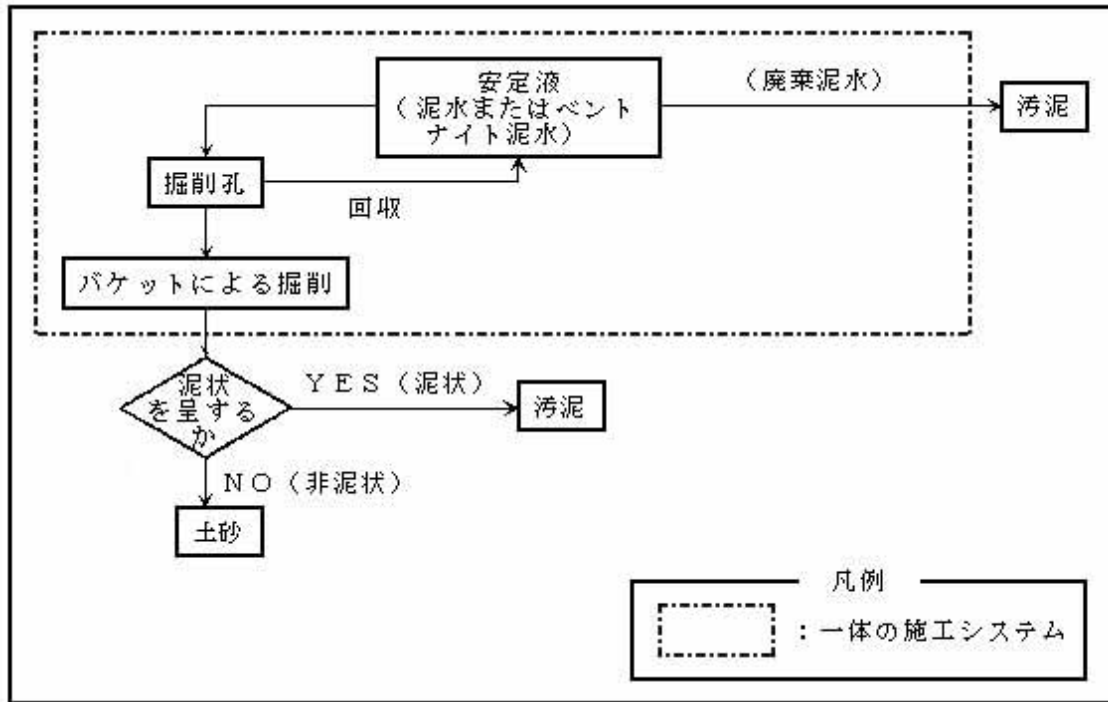 安定液
（泥水またはベント
ナイト泥水）
（廃棄泥水）
汚泥
掘削孔
回収
バケットによる掘削
泥状
を呈する
か
ＹＥＳ（泥状）
汚泥
ＮＯ（非泥状）
土砂
凡例
：一体の施工システム